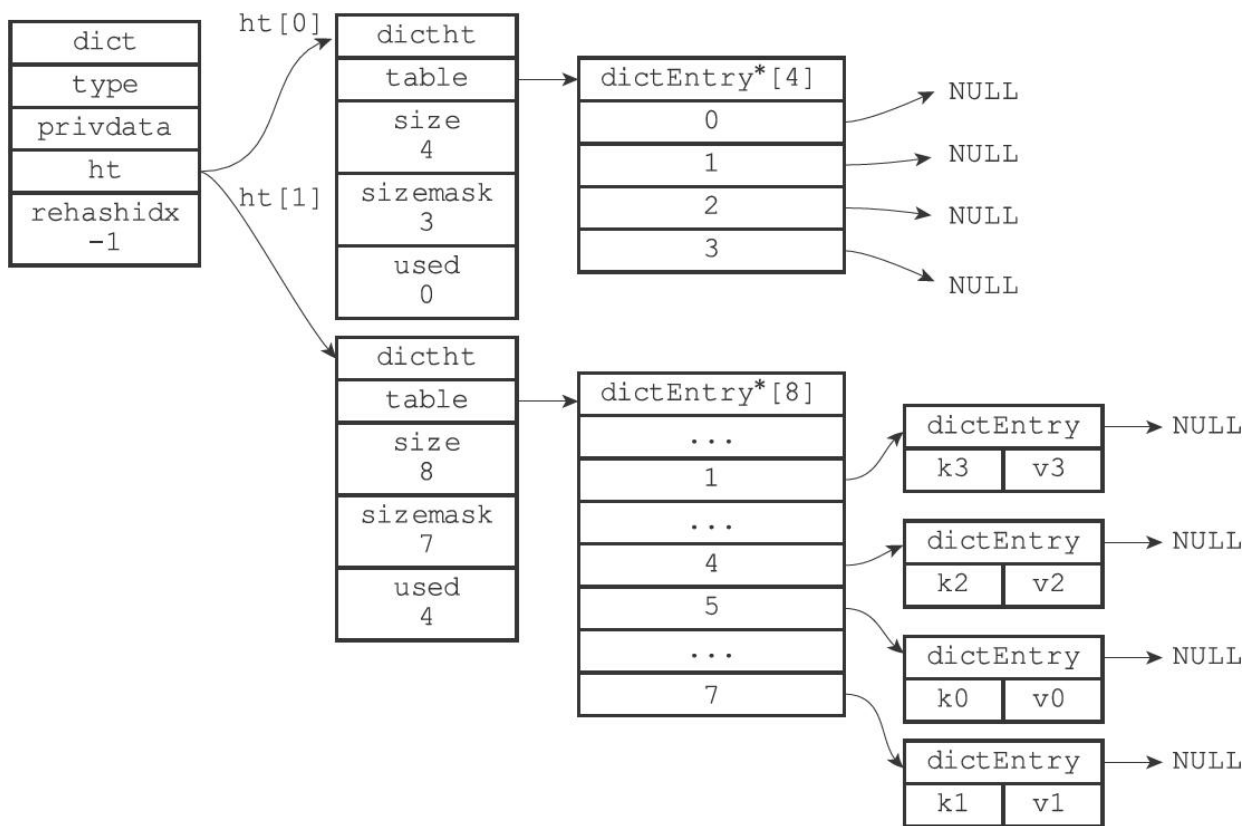 dict
type
privdata
ht
rehashidx
-1
ht[0]
ht[1]
dictht
table
size
4
sizemask
3
used
0
dictEntry*[4]
0
1
2
3
NULL
NULL
NULL
NULL
dictht
table
size
8
sizemask
7
used
4
dictEntry*[8]
...
1
...
4
5
...
7
dictEntry
k3 v3
NULL
dictEntry
k2 v2
NULL
dictEntry
k0 v0
NULL
dictEntry
k1 v1
NULL